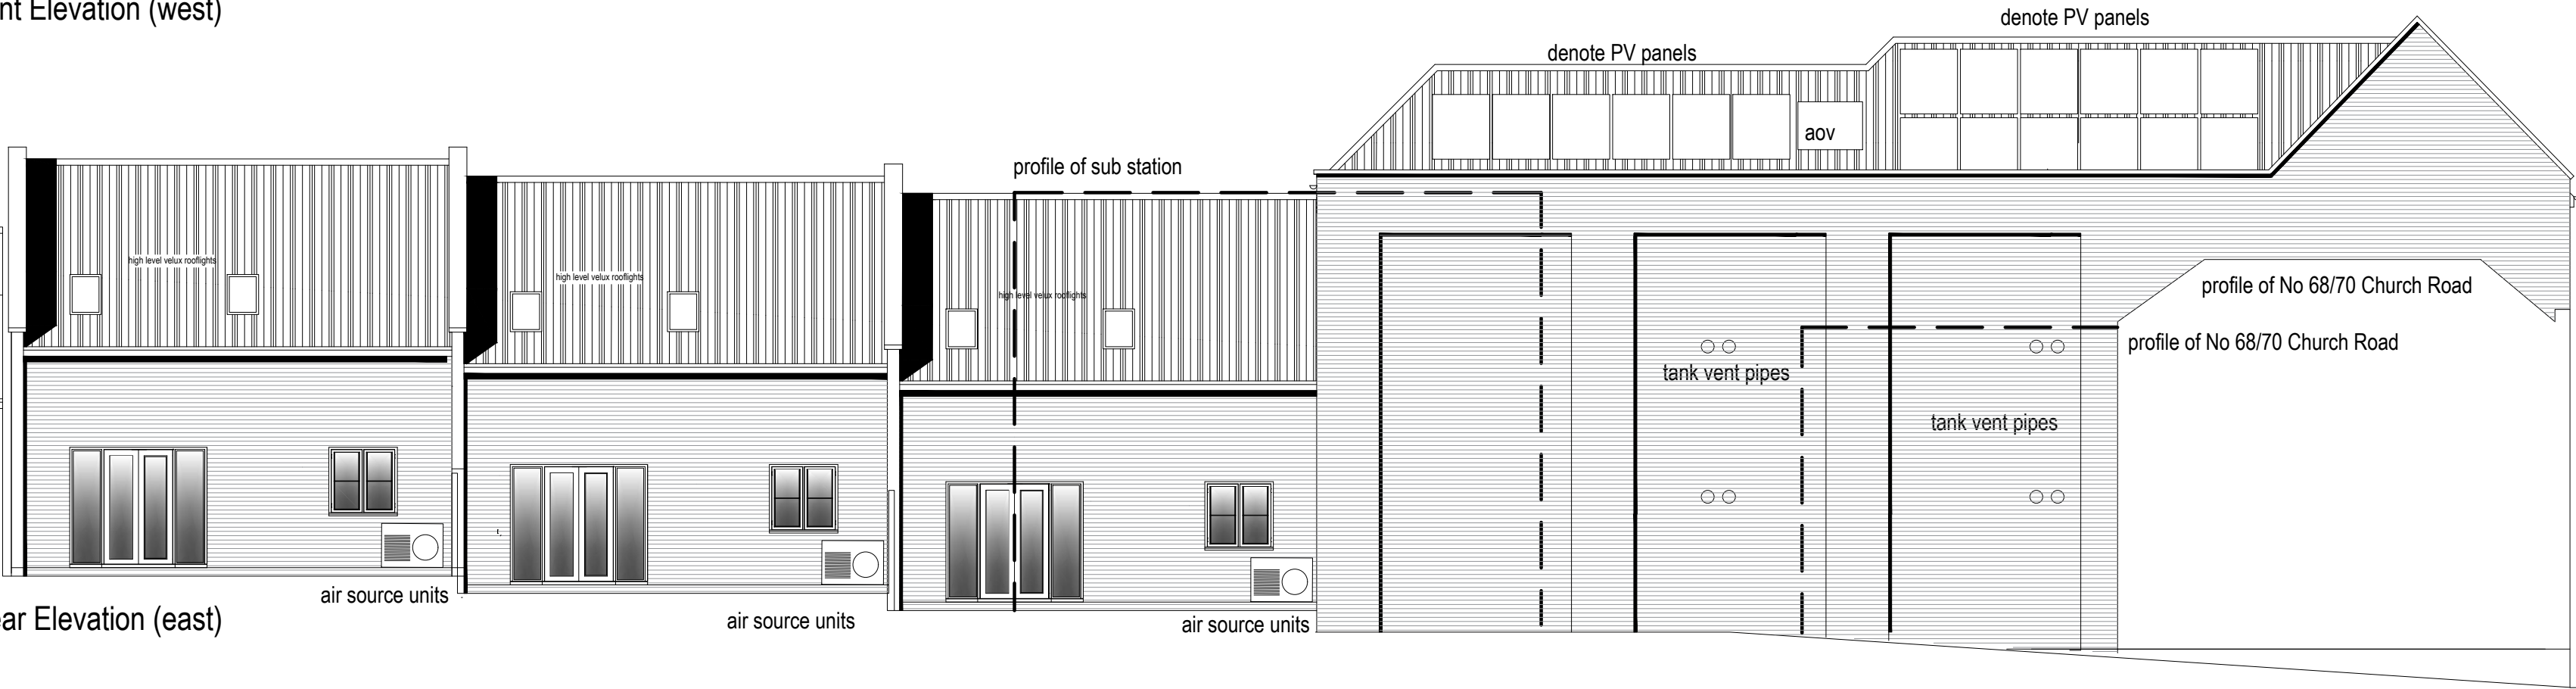 nt Elevation (west)
denote PV panels
denote PV panels
aov
profile of sub station
high level velux rooflights
high level velux rooflights
high level velux rooflights
profile of No 68/70 Church Road
profile of No 68/70 Church Road
tank vent pipes
tank vent pipes
air source units
air source units
air source units
ear Elevation (east)